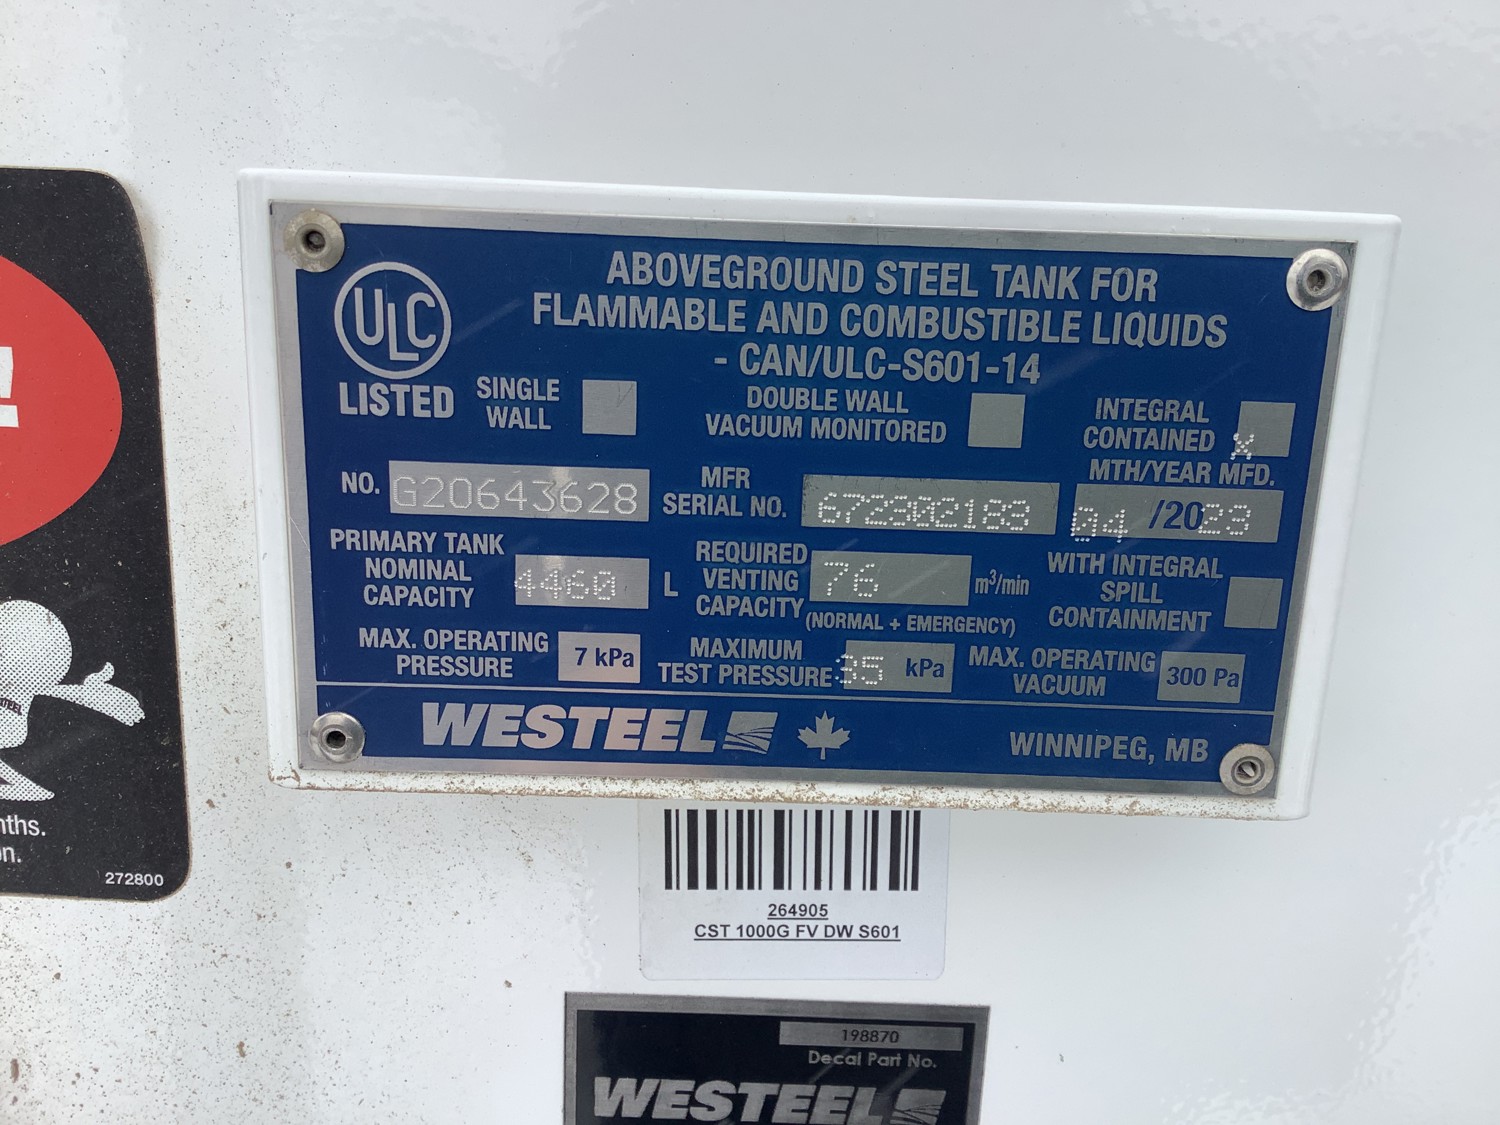 ULC
LISTED
ABOVEGROUND STEEL TANK FOR
FLAMMABLE AND COMBUSTIBLE LIQUIDS
- CAN/ULC-S601-14
SINGLE
WALL
DOUBLE WALL
VACUUM MONITORED
INTEGRAL
CONTAINED X
NO. G20643628
MFR
SERIAL NO. 672302183
MTH/YEAR MFD.
04 /2023
PRIMARY TANK
NOMINAL
CAPACITY 4460 L
REQUIRED
VENTING
CAPACITY 76 m³/min
(NORMAL + EMERGENCY)
WITH INTEGRAL
SPILL
CONTAINMENT
MAX. OPERATING
PRESSURE 7 kPa
MAXIMUM
TEST PRESSURE 35 kPa
MAX. OPERATING
VACUUM 300 Pa
WESTEEL
WINNIPEG, MB
264905
CST 1000G FV DW S601
198870
Decal Part No.
WESTEEL
272800